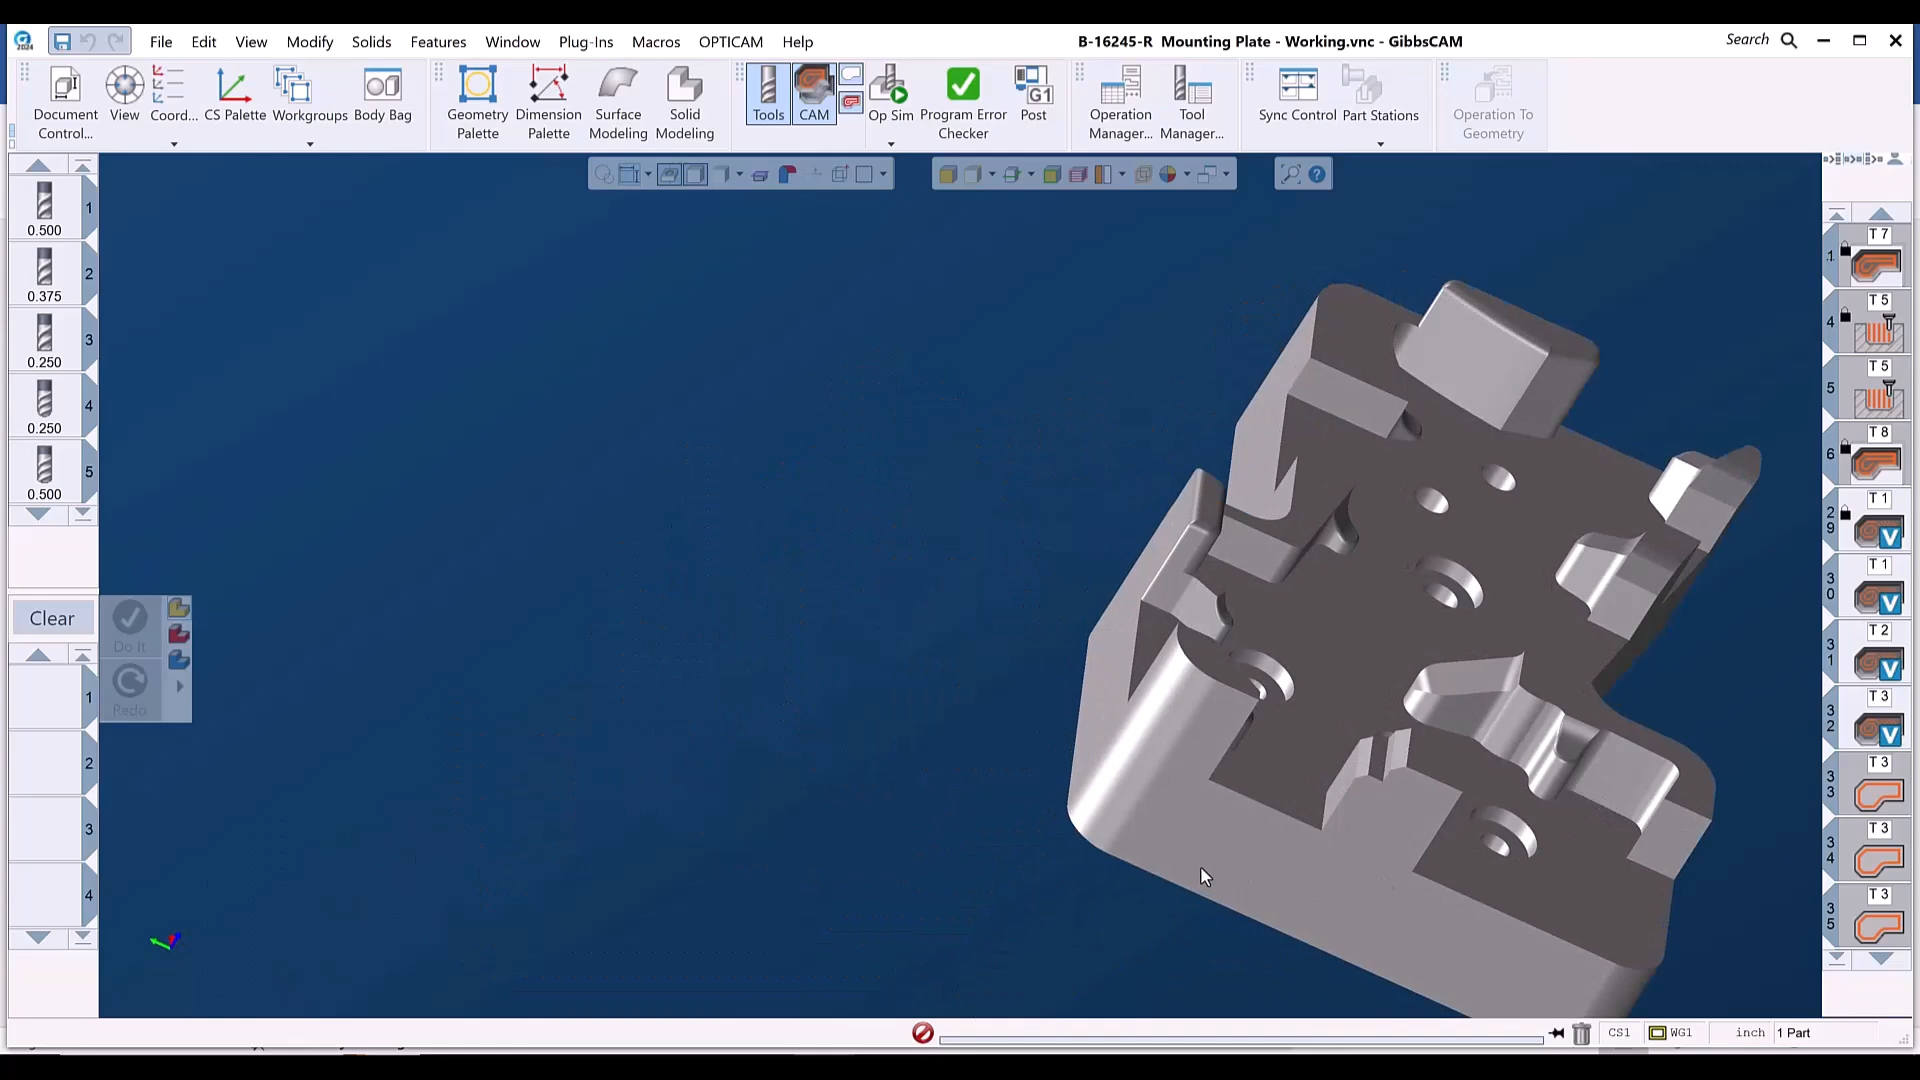 2024
File Edit View Modify Solids Features Window Plug-Ins Macros OPTICAM Help
B-16245-R Mounting Plate - Working.vnc - GibbsCAM
Search
Document Control...
View
Coord...
CS Palette
Workgroups
Body Bag
Geometry Palette
Dimension Palette
Surface Modeling
Solid Modeling
Tools
CAM
Op Sim
Program Error Checker
G1
Post
Operation Manager...
Tool Manager...
Sync Control
Part Stations
Operation To Geometry
1
0.500
2
0.375
3
0.250
4
0.250
5
0.500
Clear
Do It
Redo
1
2
3
4
T 7
1
T 5
4
T 5
5
T 8
6
T 1
29
V
T 1
30
V
T 2
31
V
T 3
32
V
T 3
33
T 3
34
T 3
35
CS1
WG1
inch
1 Part